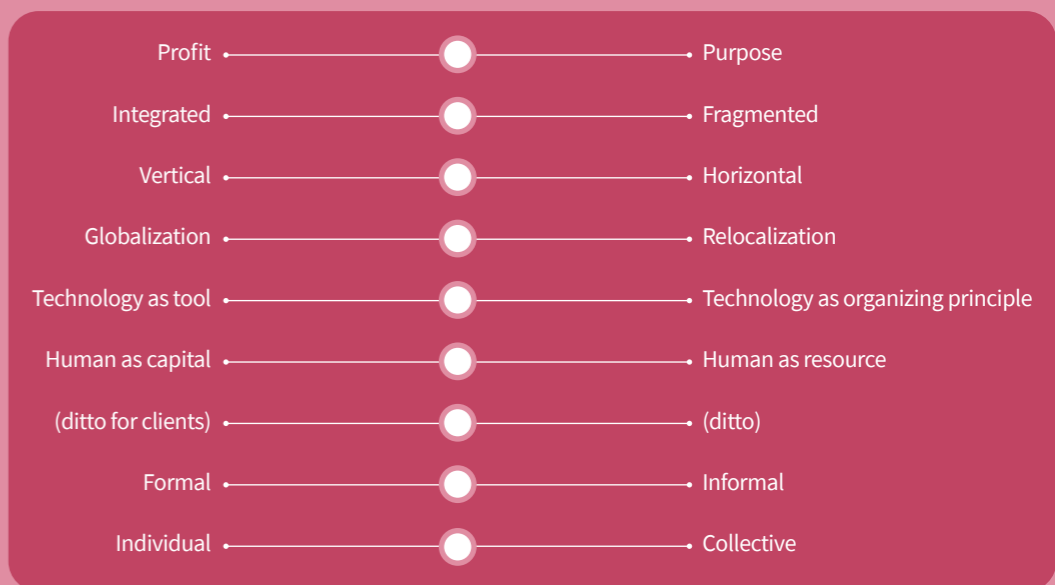 Profit Purpose
Integrated Fragmented
Vertical Horizontal
Globalization Relocalization
Technology as tool Technology as organizing principle
Human as capital Human as resource
(ditto for clients) (ditto)
Formal Informal
Individual Collective